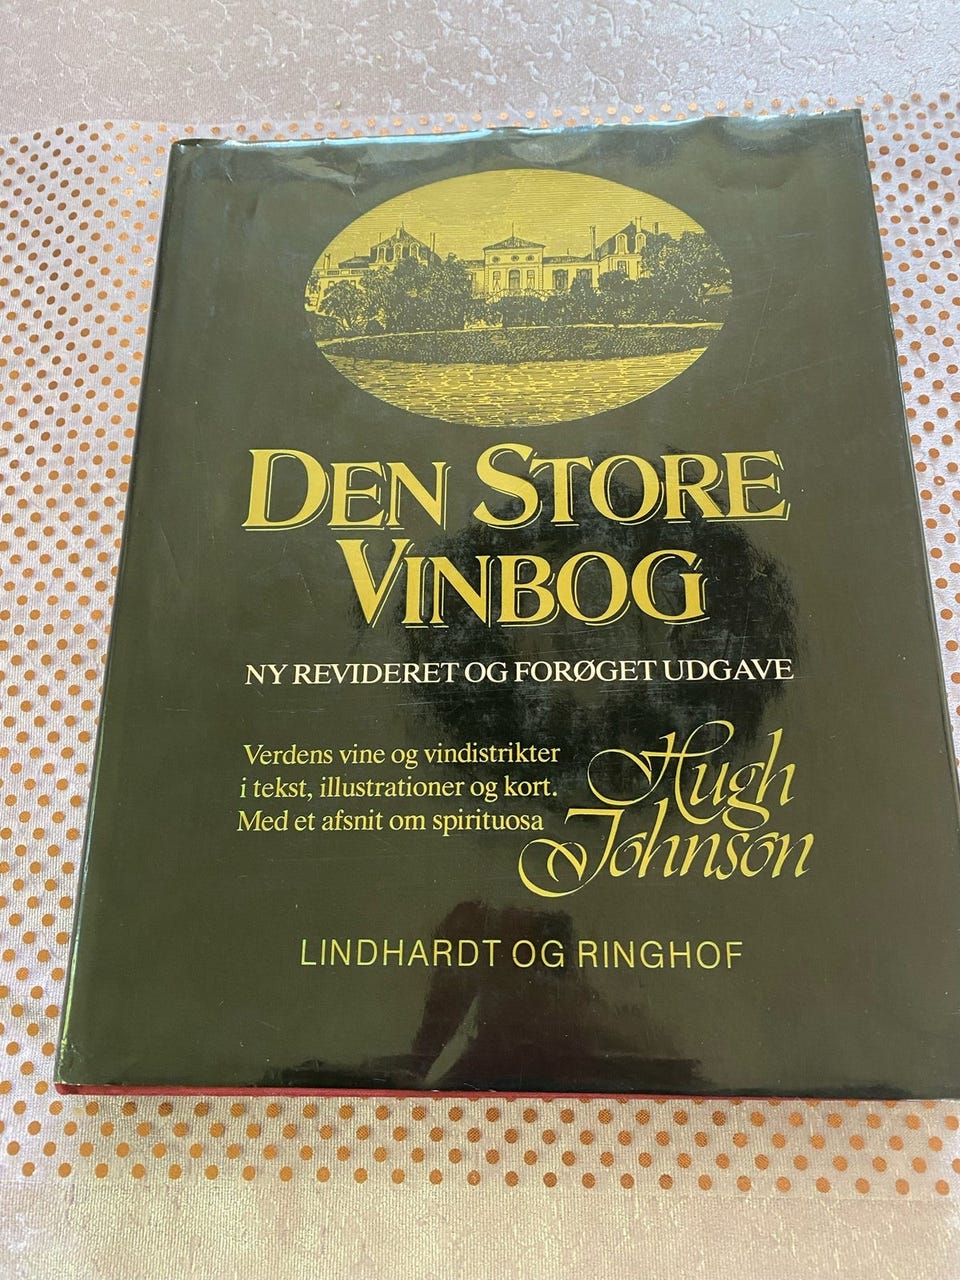 DEN STORE
VINBOG
NY REVIDERET OG FORØGET UDGAVE
Verdens vine og vindistrikter
i tekst, illustrationer og kort.
Med et afsnit om spirituosa
Hugh
Johnson
LINDHARDT OG RINGHOF